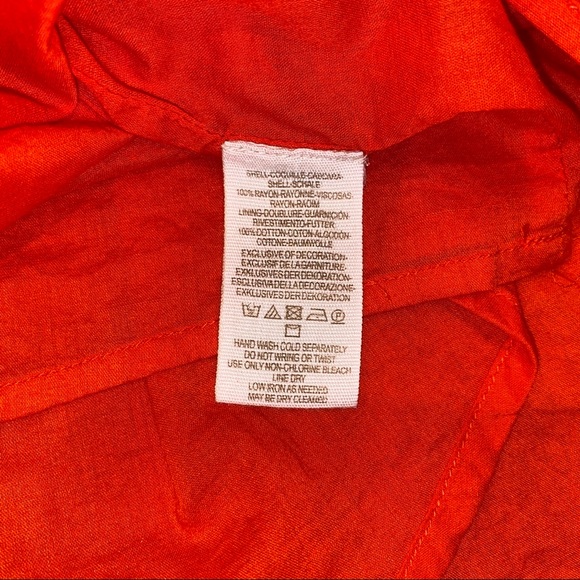 SHELL-COQUILLE-CARCASA-
SHELL-SCHALE
100% RAYON-RAYONNE-VISCOSAS-
RAYON-RAOIM
LINING-DOUBLURE-GUARNICIÓN-
RIVESTIMENTO-FUTTER
100% COTTON-COTON-ALGODÓN-
COTONE-BAUMWOLLE
EXCLUSIVE OF DECORATION-
EXCLUSIF DE LA GARNITURE-
EXKLUSIVES DER DEKORATION-
ESCLUSIVA DELLA DECORAZIONE-
EXKLUSIVES DER DEKORATION
HAND WASH COLD SEPARATELY
DO NOT WRING OR TWIST
USE ONLY NON-CHLORINE BLEACH
LINE DRY
LOW IRON AS NEEDED
MAY BE DRY CLEANED